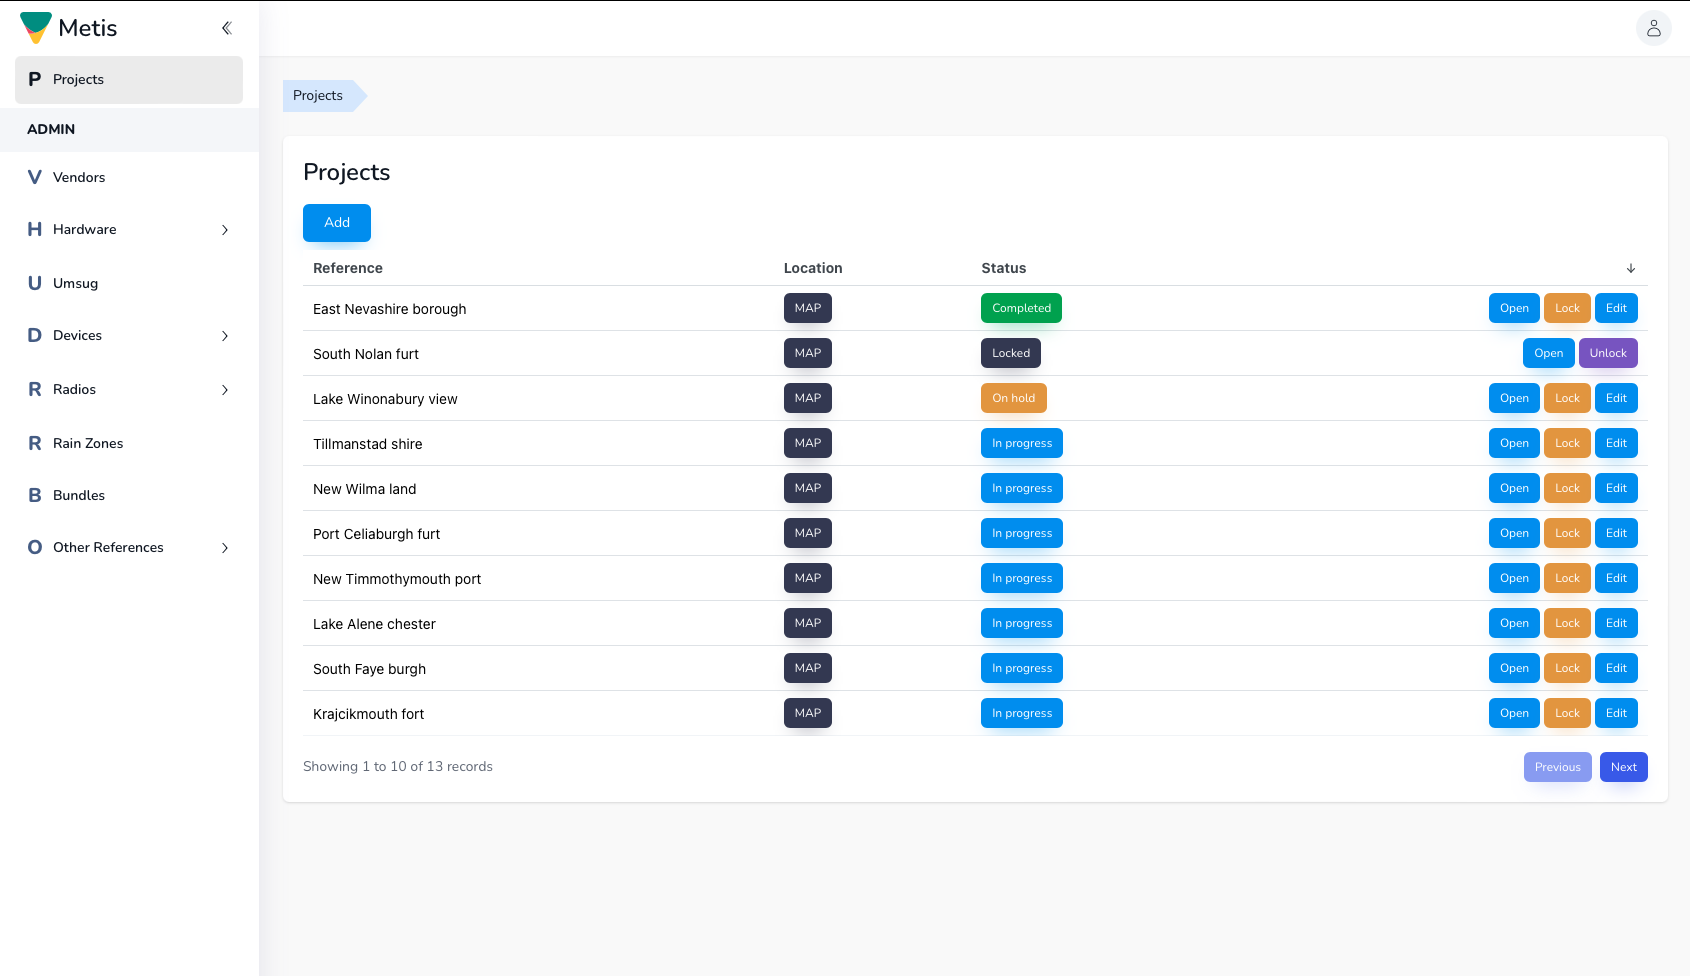 Metis
P Projects
ADMIN
V Vendors
H Hardware
U Umsug
D Devices
R Radios
R Rain Zones
B Bundles
O Other References
Projects
Projects
Add
Reference Location Status
East Nevashire borough MAP Completed Open Lock Edit
South Nolan furt MAP Locked Open Unlock
Lake Winonabury view MAP On hold Open Lock Edit
Tillmanstad shire MAP In progress Open Lock Edit
New Wilma land MAP In progress Open Lock Edit
Port Celiaburgh furt MAP In progress Open Lock Edit
New Timmothymouth port MAP In progress Open Lock Edit
Lake Alene chester MAP In progress Open Lock Edit
South Faye burgh MAP In progress Open Lock Edit
Krajcikmouth fort MAP In progress Open Lock Edit
Showing 1 to 10 of 13 records Previous Next